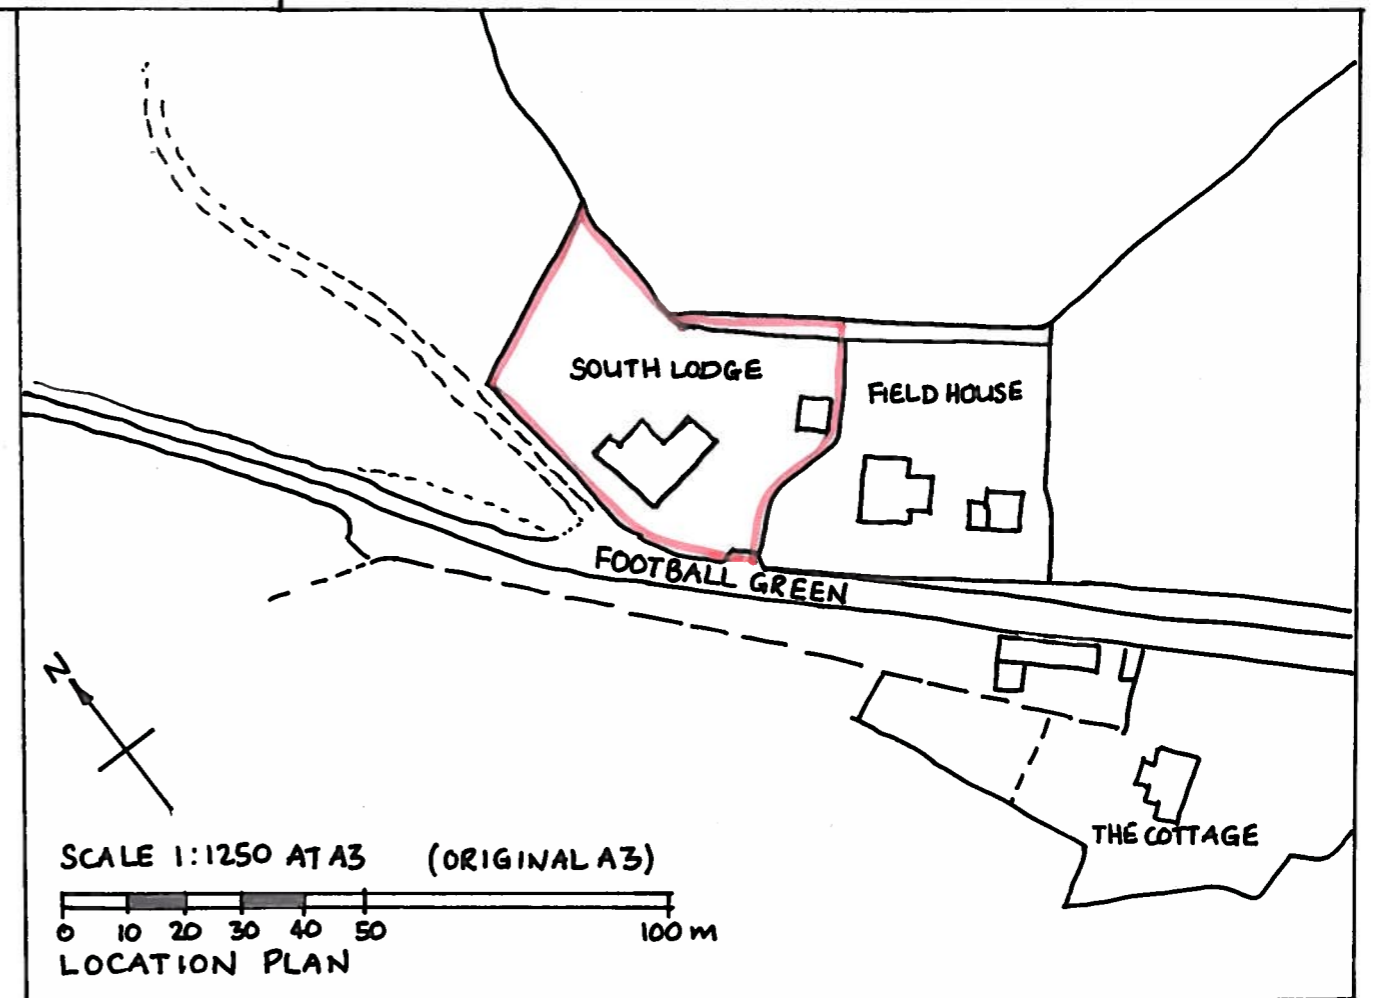 SOUTH LODGE
FIELD HOUSE
FOOTBALL GREEN
N
THE COTTAGE
SCALE 1:1250 AT A3 (ORIGINAL A3)
0 10 20 30 40 50 100 m
LOCATION PLAN